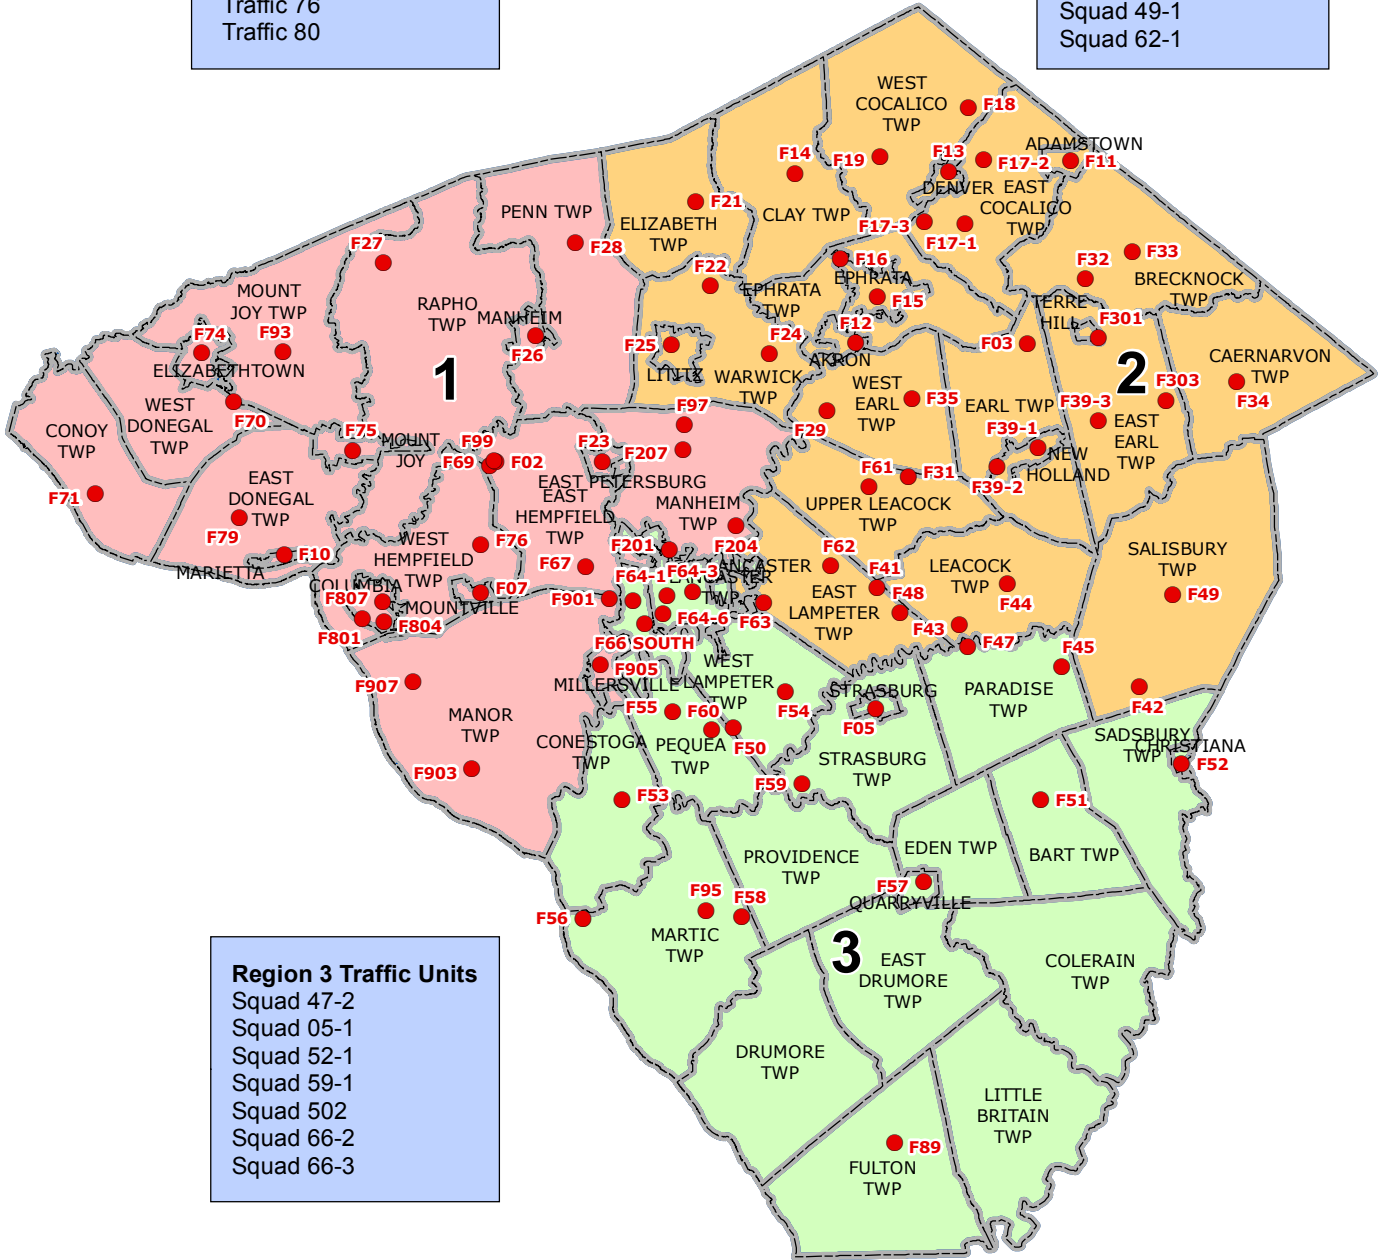 Traffic 76
Traffic 80
Squad 49-1
Squad 62-1
WEST
COCALICO
TWP
F18
ADAMSTOWN
F14
F19
F13
F17-2
F11
DENVER
EAST
COCALICO
TWP
PENN TWP
ELIZABETH
TWP
F21
CLAY TWP
F17-3
F17-1
F27
F28
F22
F16
EPHRATA
F33
F32
BRECKNOCK
TWP
MOUNT
JOY TWP
RAPHO
TWP
MANHEIM
EPHRATA
TWP
F15
TERRE
HILL
F301
F74
F93
F26
F25
F24
F12
F03
ELIZABETHTOWN
1
LITITZ
WARWICK
TWP
AKRON
2
CAERNARVON
TWP
F303
F34
WEST
DONEGAL
TWP
F70
F97
WEST
EARL
TWP
F35
EARL TWP
F39-3
CONOY
TWP
F75
MOUNT
JOY
F99
F69
F02
F23
F207
F29
F39-1
EAST
EARL
TWP
F71
EAST
DONEGAL
TWP
EAST PETERSBURG
F61
F31
F39-2
NEW
HOLLAND
F79
EAST
HEMPFIELD
TWP
MANHEIM
TWP
UPPER LEACOCK
TWP
F10
MARIETTA
WEST
HEMPFIELD
TWP
F76
F201
F204
F62
SALISBURY
TWP
COLUMBIA
F67
F64-1
F64-3
LANCASTER
LANCASTER
TWP
F41
LEACOCK
TWP
F807
F07
MOUNTVILLE
F901
EAST
LAMPETER
TWP
F48
F44
F49
F801
F804
F64-6
F63
F43
F47
F66 SOUTH
F905
WEST
LAMPETER
TWP
F45
F907
MILLERSVILLE
STRASBURG
PARADISE
TWP
F42
MANOR
TWP
F55
F60
F54
F05
CONESTOGA
TWP
PEQUEA
TWP
F50
SADSBURY
TWP
CHRISTIANA
F52
F903
F53
F59
STRASBURG
TWP
F51
PROVIDENCE
TWP
EDEN TWP
BART TWP
F57
QUARRYVILLE
F95
F58
F56
MARTIC
TWP
3
EAST
DRUMORE
TWP
COLERAIN
TWP
Region 3 Traffic Units
Squad 47-2
Squad 05-1
Squad 52-1
Squad 59-1
Squad 502
Squad 66-2
Squad 66-3
DRUMORE
TWP
LITTLE
BRITAIN
TWP
F89
FULTON
TWP